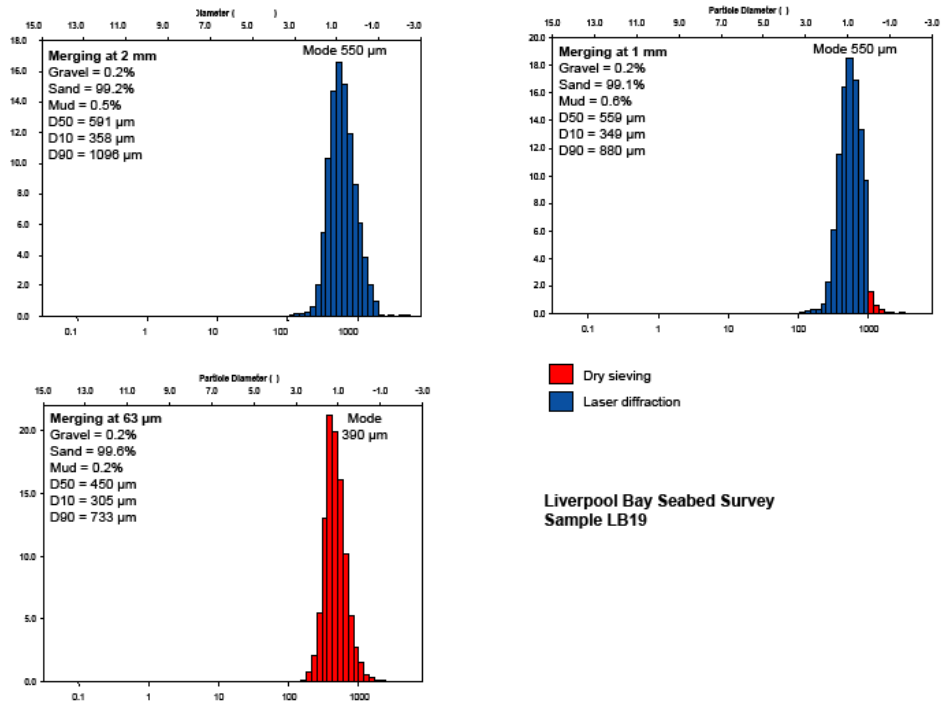 Diameter ( )
15.0 13.0 11.0 9.0 7.0 5.0 3.0 1.0 -1.0 -3.0
18.0
16.0
14.0
12.0
10.0
8.0
6.0
4.0
2.0
0.0
Mode 550 µm
Merging at 2 mm
Gravel = 0.2%
Sand = 99.2%
Mud = 0.5%
D50 = 591 µm
D10 = 358 µm
D90 = 1096 µm
0.1 1 10 100 1000
Particle Diameter ( )
15.0 13.0 11.0 9.0 7.0 5.0 3.0 1.0 -1.0 -3.0
20.0
18.0
16.0
14.0
12.0
10.0
8.0
6.0
4.0
2.0
0.0
Mode 550 µm
Merging at 1 mm
Gravel = 0.2%
Sand = 99.1%
Mud = 0.6%
D50 = 559 µm
D10 = 349 µm
D90 = 880 µm
0.1 1 10 100 1000
Particle Diameter ( )
15.0 13.0 11.0 9.0 7.0 5.0 3.0 1.0 -1.0 -3.0
20.0
15.0
10.0
5.0
0.0
Merging at 63 µm
Gravel = 0.2%
Sand = 99.6%
Mud = 0.2%
D50 = 450 µm
D10 = 305 µm
D90 = 733 µm
Mode
390 µm
0.1 1 10 100 1000
Dry sieving
Laser diffraction
Liverpool Bay Seabed Survey
Sample LB19